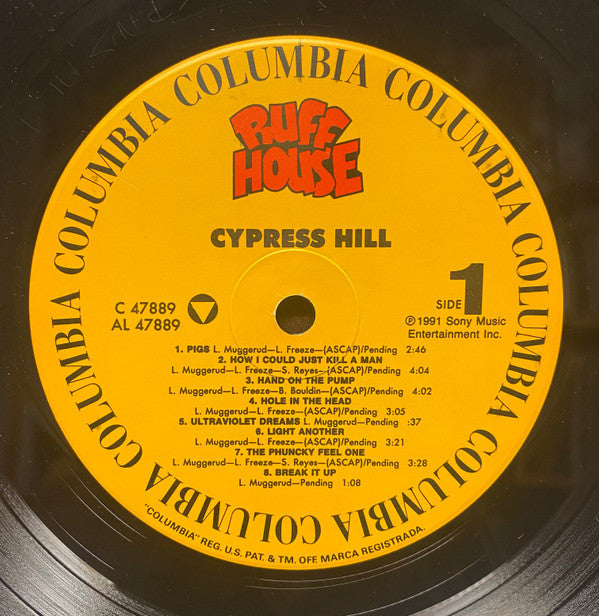 COLUMBIA COLUMBIA COLUMBIA COLUMBIA COLUMBIA COLUMBIA COLUMBIA
RUFF
HOUSE
CYPRESS HILL
C 47889
AL 47889
SIDE 1
℗ 1991 Sony Music
Entertainment Inc.
1. PIGS L. Muggerud—L. Freeze—(ASCAP)/Pending 2:46
2. HOW I COULD JUST KILL A MAN
L. Muggerud—L. Freeze—S. Reyes—(ASCAP)/Pending 4:04
3. HAND ON THE PUMP
L. Muggerud—L. Freeze—B. Bouldin—(ASCAP)/Pending 4:02
4. HOLE IN THE HEAD
L. Muggerud—L. Freeze—(ASCAP)/Pending 3:05
5. ULTRAVIOLET DREAMS L. Muggerud—Pending :37
6. LIGHT ANOTHER
L. Muggerud—L. Freeze—(ASCAP)/Pending 3:21
7. THE PHUNCKY FEEL ONE
L. Muggerud—L. Freeze—S. Reyes—(ASCAP)/Pending 3:28
8. BREAK IT UP
L. Muggerud—Pending 1:08
"COLUMBIA" REG. U.S. PAT. & TM. OFF. MARCA REGISTRADA.